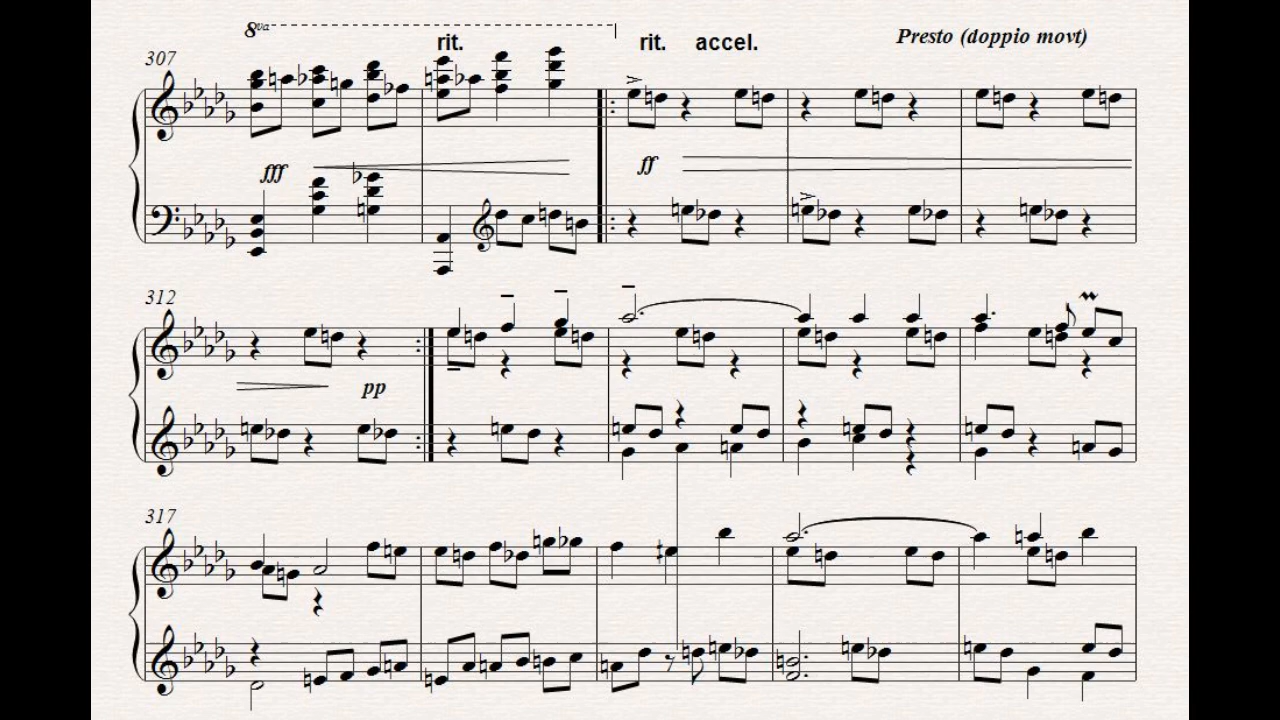 8va
rit. rit. accel. Presto (doppio movt)
307
fff ff
312
pp
317